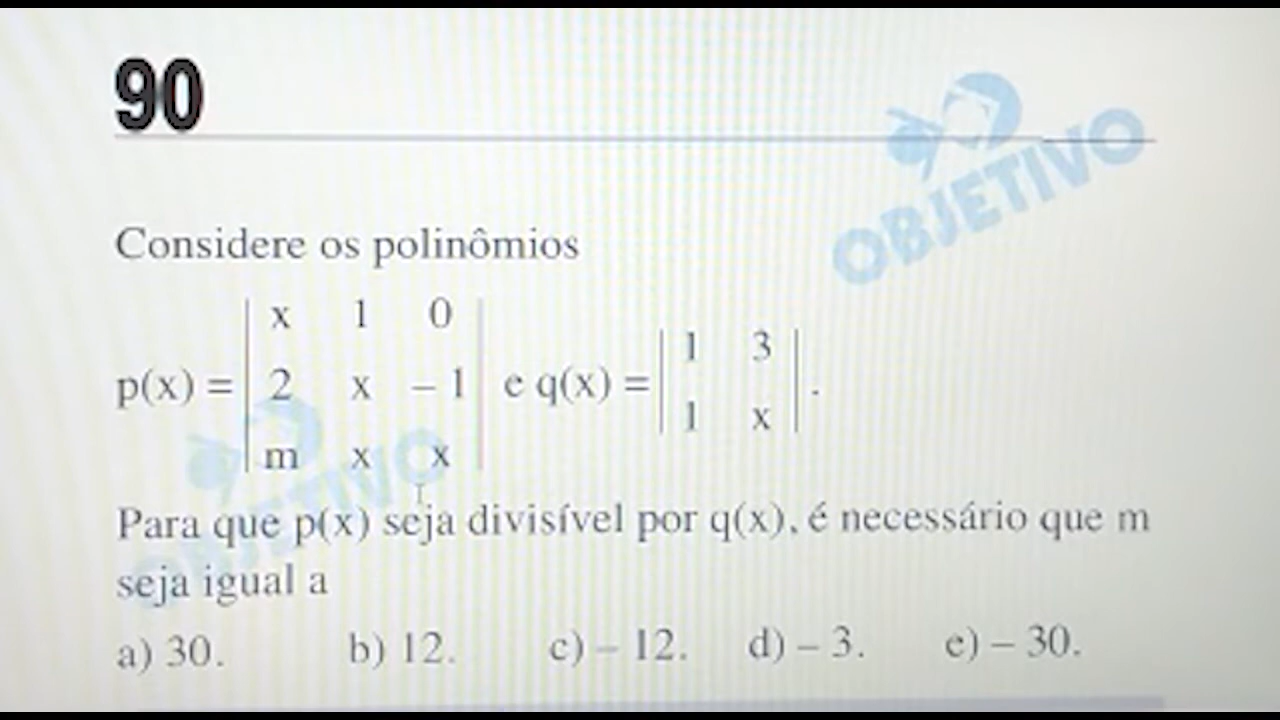 90
OBJETIVO
Considere os polinômios
x 1 0
p(x) = 2 x – 1 e q(x) = 1 3
m x x 1 x .
OBJETIVO
Para que p(x) seja divisível por q(x), é necessário que m
seja igual a
a) 30. b) 12. c) – 12. d) – 3. e) – 30.